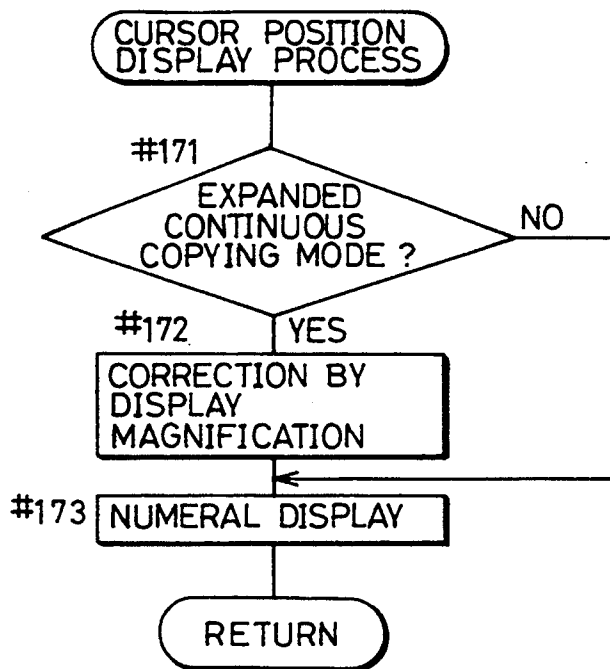 CURSOR POSITION
DISPLAY PROCESS
#171
EXPANDED
CONTINUOUS
COPYING MODE ?
NO
#172
YES
CORRECTION BY
DISPLAY
MAGNIFICATION
#173
NUMERAL DISPLAY
RETURN